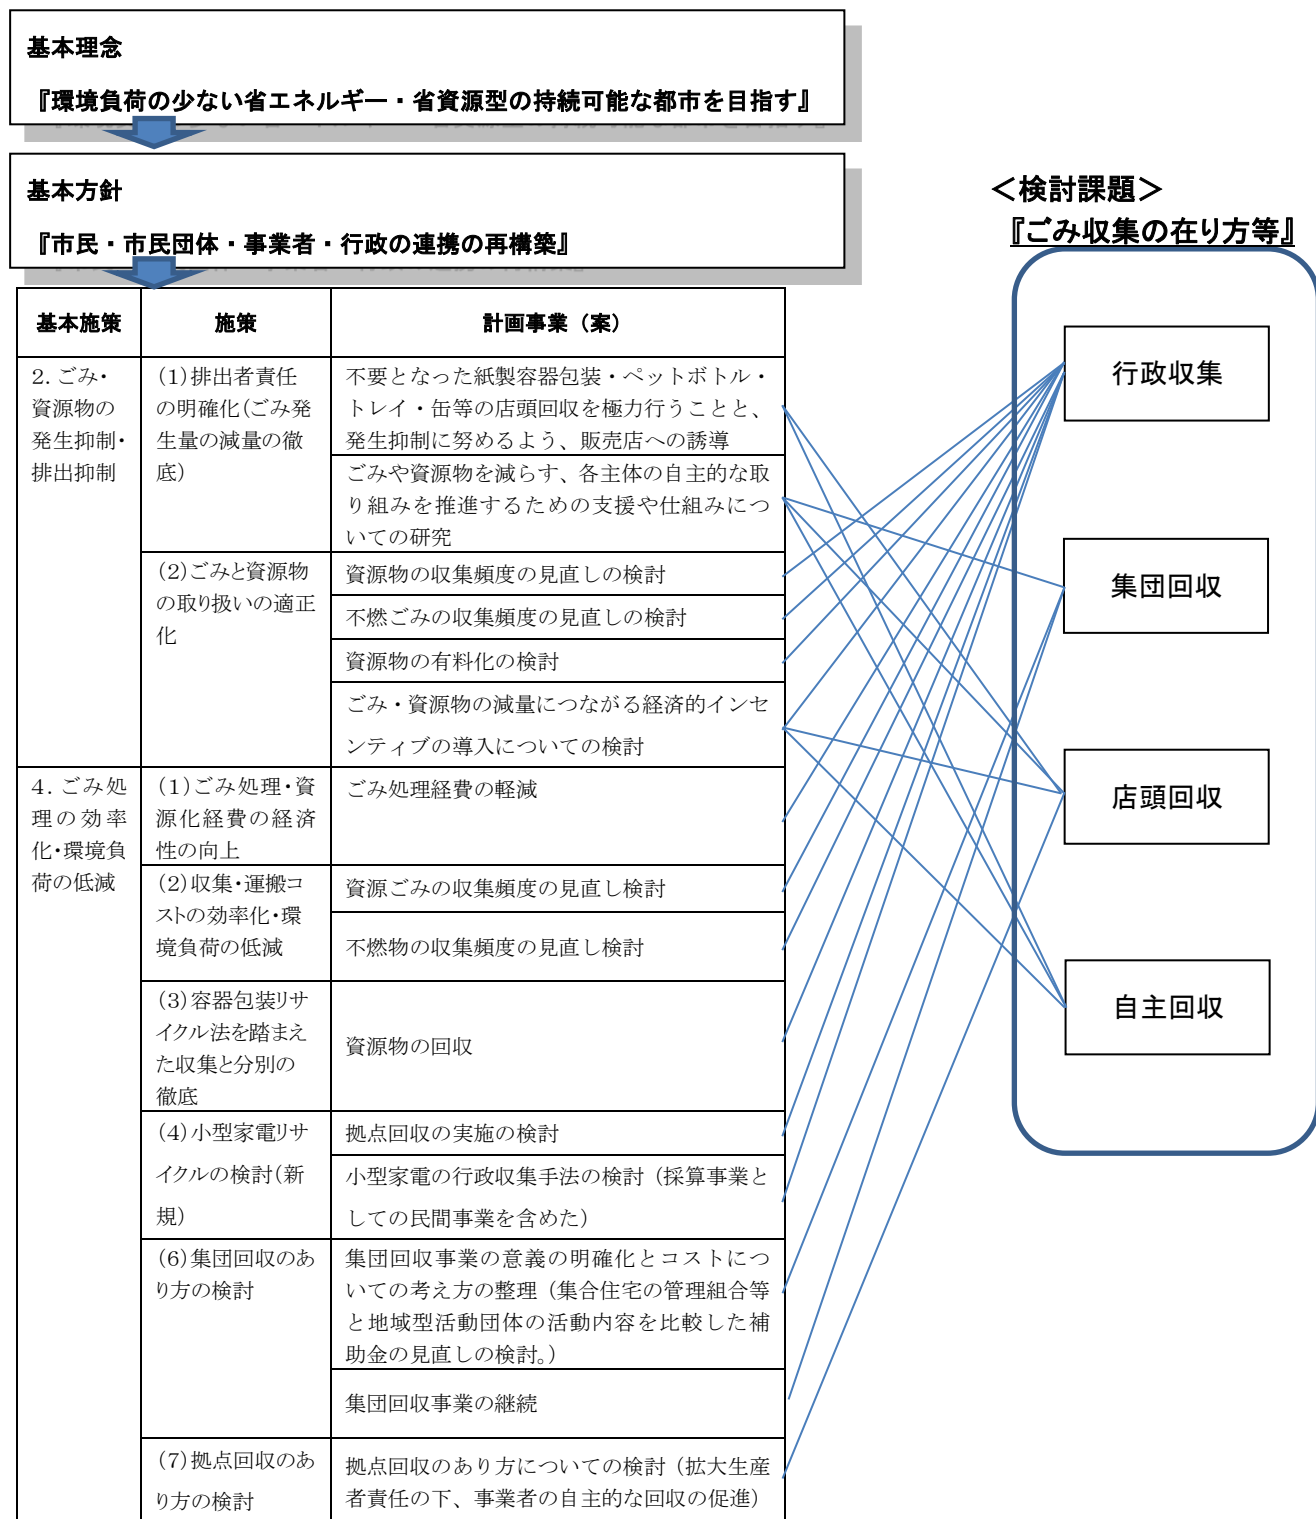 基本理念
『環境負荷の少ない省エネルギー・省資源型の持続可能な都市を目指す』
基本方針
『市民・市民団体・事業者・行政の連携の再構築』
＜検討課題＞
『ごみ収集の在り方等』
基本施策
施策
計画事業（案）
2．ごみ・
資源物の
発生抑制・
排出抑制
(1)排出者責任
の明確化(ごみ発
生量の減量の徹
底)
不要となった紙製容器包装・ペットボトル・
トレイ・缶等の店頭回収を極力行うことと、
発生抑制に努めるよう、販売店への誘導
ごみや資源物を減らす、各主体の自主的な取
り組みを推進するための支援や仕組みにつ
いての研究
(2)ごみと資源物
の取り扱いの適正
化
資源物の収集頻度の見直しの検討
不燃ごみの収集頻度の見直しの検討
資源物の有料化の検討
ごみ・資源物の減量につながる経済的インセ
ンティブの導入についての検討
4．ごみ処
理の効率
化・環境負
荷の低減
(1)ごみ処理・資
源化経費の経済
性の向上
ごみ処理経費の軽減
(2)収集・運搬コ
ストの効率化・環
境負荷の低減
資源ごみの収集頻度の見直し検討
不燃物の収集頻度の見直し検討
(3)容器包装リサ
イクル法を踏まえ
た収集と分別の
徹底
資源物の回収
(4)小型家電リサ
イクルの検討(新
規)
拠点回収の実施の検討
小型家電の行政収集手法の検討（採算事業と
しての民間事業を含めた）
(6)集団回収のあ
り方の検討
集団回収事業の意義の明確化とコストにつ
いての考え方の整理（集合住宅の管理組合等
と地域型活動団体の活動内容を比較した補
助金の見直しの検討。）
集団回収事業の継続
(7)拠点回収のあ
り方の検討
拠点回収のあり方についての検討（拡大生産
者責任の下、事業者の自主的な回収の促進）
行政収集
集団回収
店頭回収
自主回収